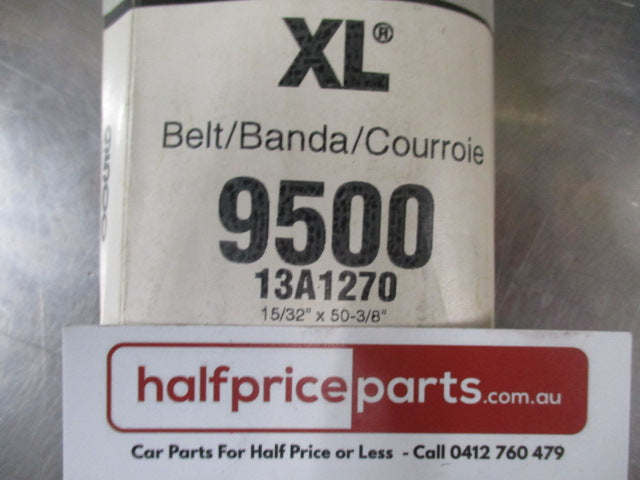 XL®
Belt/Banda/Courroie
9500
13A1270
15/32" x 50-3/8"
halfpriceparts.com.au
Car Parts For Half Price or Less - Call 0412 760 479